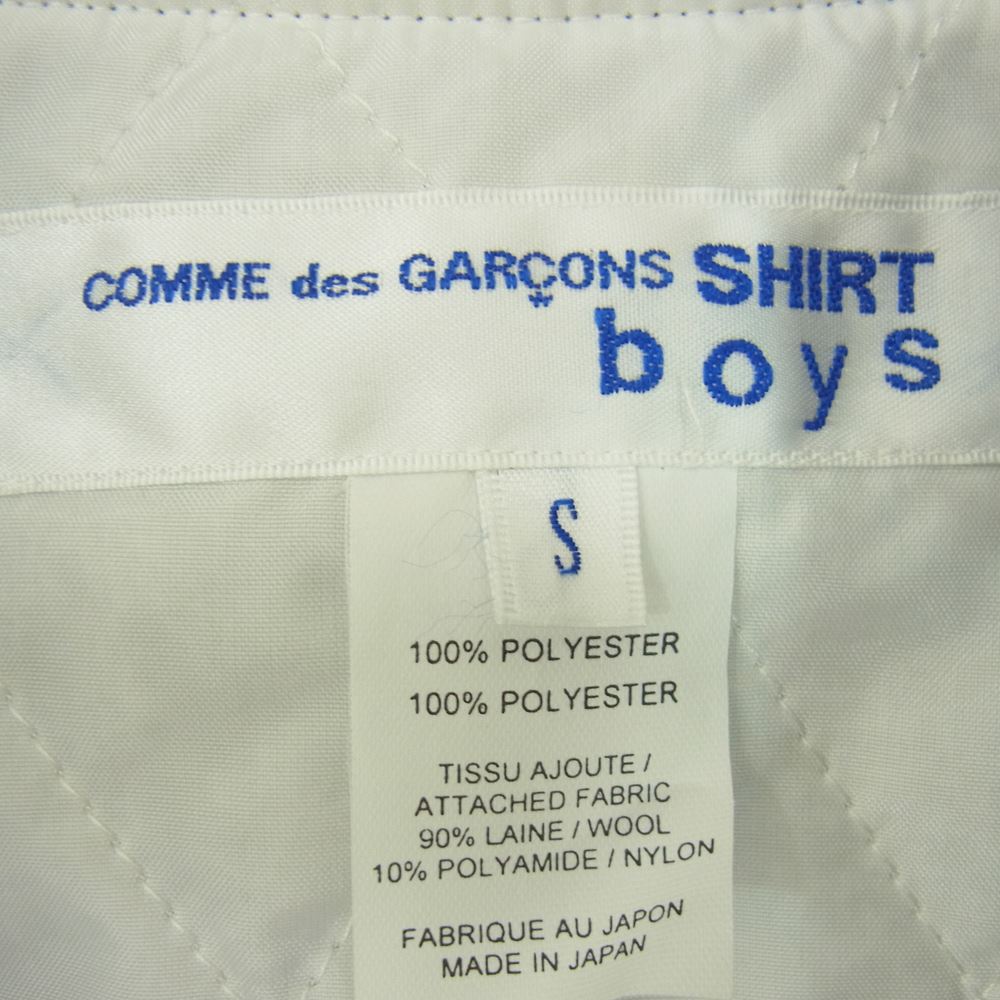 COMME des GARÇONS SHIRT
boys
S
100% POLYESTER
100% POLYESTER
TISSU AJOUTE /
ATTACHED FABRIC
90% LAINE / WOOL
10% POLYAMIDE / NYLON
FABRIQUE AU JAPON
MADE IN JAPAN